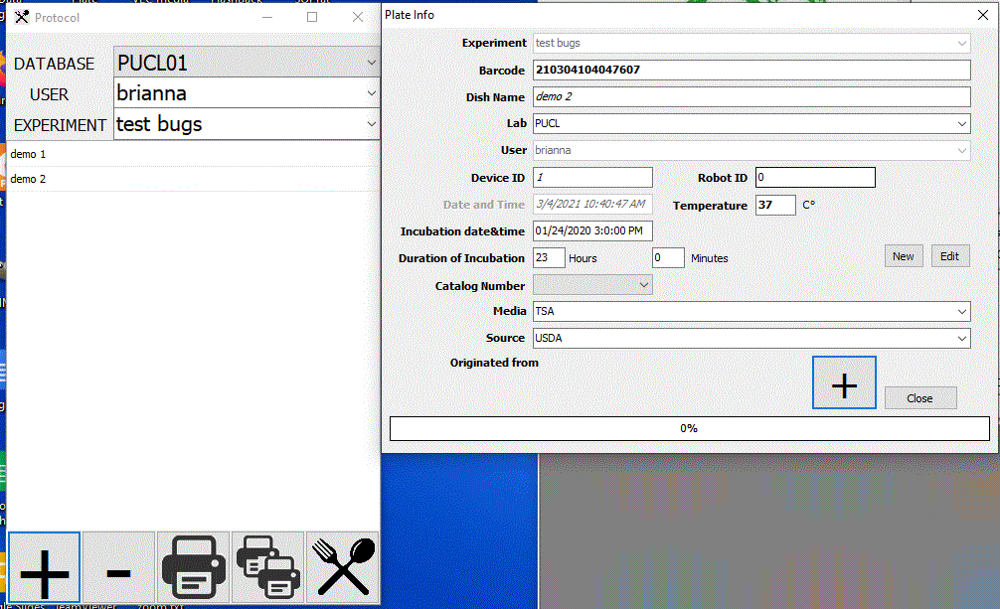 Protocol
DATABASE PUCL01
USER brianna
EXPERIMENT test bugs
demo 1
demo 2
Plate Info
Experiment test bugs
Barcode 210304104047607
Dish Name demo 2
Lab PUCL
User brianna
Device ID 1 Robot ID 0
Date and Time 3/4/2021 10:40:47 AM Temperature 37 C°
Incubation date&time 01/24/2020 3:0:00 PM
Duration of Incubation 23 Hours 0 Minutes New Edit
Catalog Number
Media TSA
Source USDA
Originated from
+
Close
0%
+ -